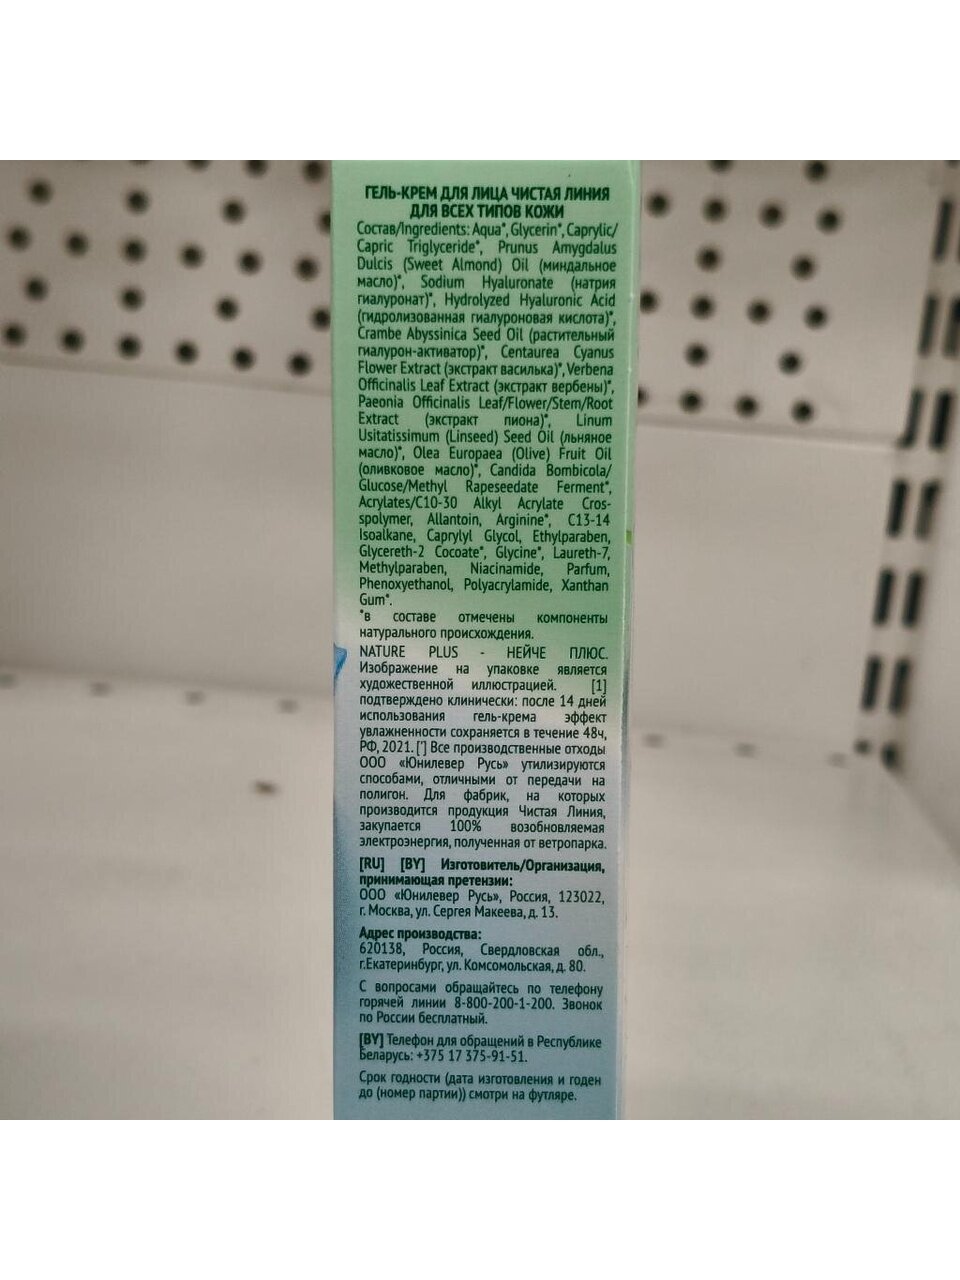 ГЕЛЬ-КРЕМ ДЛЯ ЛИЦА ЧИСТАЯ ЛИНИЯ
ДЛЯ ВСЕХ ТИПОВ КОЖИ
Состав/Ingredients: Aqua*, Glycerin*, Caprylic/
Capric Triglyceride*, Prunus Amygdalus
Dulcis (Sweet Almond) Oil (миндальное
масло)*, Sodium Hyaluronate (натрия
гиалуронат)*, Hydrolyzed Hyaluronic Acid
(гидролизованная гиалуроновая кислота)*,
Crambe Abyssinica Seed Oil (растительный
гиалурон-активатор)*, Centaurea Cyanus
Flower Extract (экстракт василька)*, Verbena
Officinalis Leaf Extract (экстракт вербены)*,
Paeonia Officinalis Leaf/Flower/Stem/Root
Extract (экстракт пиона)*, Linum
Usitatissimum (Linseed) Seed Oil (льняное
масло)*, Olea Europaea (Olive) Fruit Oil
(оливковое масло)*, Candida Bombicola/
Glucose/Methyl Rapeseedate Ferment*,
Acrylates/C10-30 Alkyl Acrylate Cros-
spolymer, Allantoin, Arginine*, C13-14
Isoalkane, Caprylyl Glycol, Ethylparaben,
Glycereth-2 Cocoate*, Glycine*, Laureth-7,
Methylparaben, Niacinamide, Parfum,
Phenoxyethanol, Polyacrylamide, Xanthan
Gum*.
*в составе отмечены компоненты
натурального происхождения.
NATURE PLUS - НЕЙЧЕ ПЛЮС.
Изображение на упаковке является
художественной иллюстрацией. [1]
подтверждено клинически: после 14 дней
использования гель-крема эффект
увлажненности сохраняется в течение 48ч,
РФ, 2021. [*] Все производственные отходы
ООО «Юнилевер Русь» утилизируются
способами, отличными от передачи на
полигон. Для фабрик, на которых
производится продукция Чистая Линия,
закупается 100% возобновляемая
электроэнергия, полученная от ветропарка.
[RU] [BY] Изготовитель/Организация,
принимающая претензии:
ООО «Юнилевер Русь», Россия, 123022,
г. Москва, ул. Сергея Макеева, д. 13.
Адрес производства:
620138, Россия, Свердловская обл.,
г.Екатеринбург, ул. Комсомольская, д. 80.
С вопросами обращайтесь по телефону
горячей линии 8-800-200-1-200. Звонок
по России бесплатный.
[BY] Телефон для обращений в Республике
Беларусь: +375 17 375-91-51.
Срок годности (дата изготовления и годен
до (номер партии)) смотри на футляре.